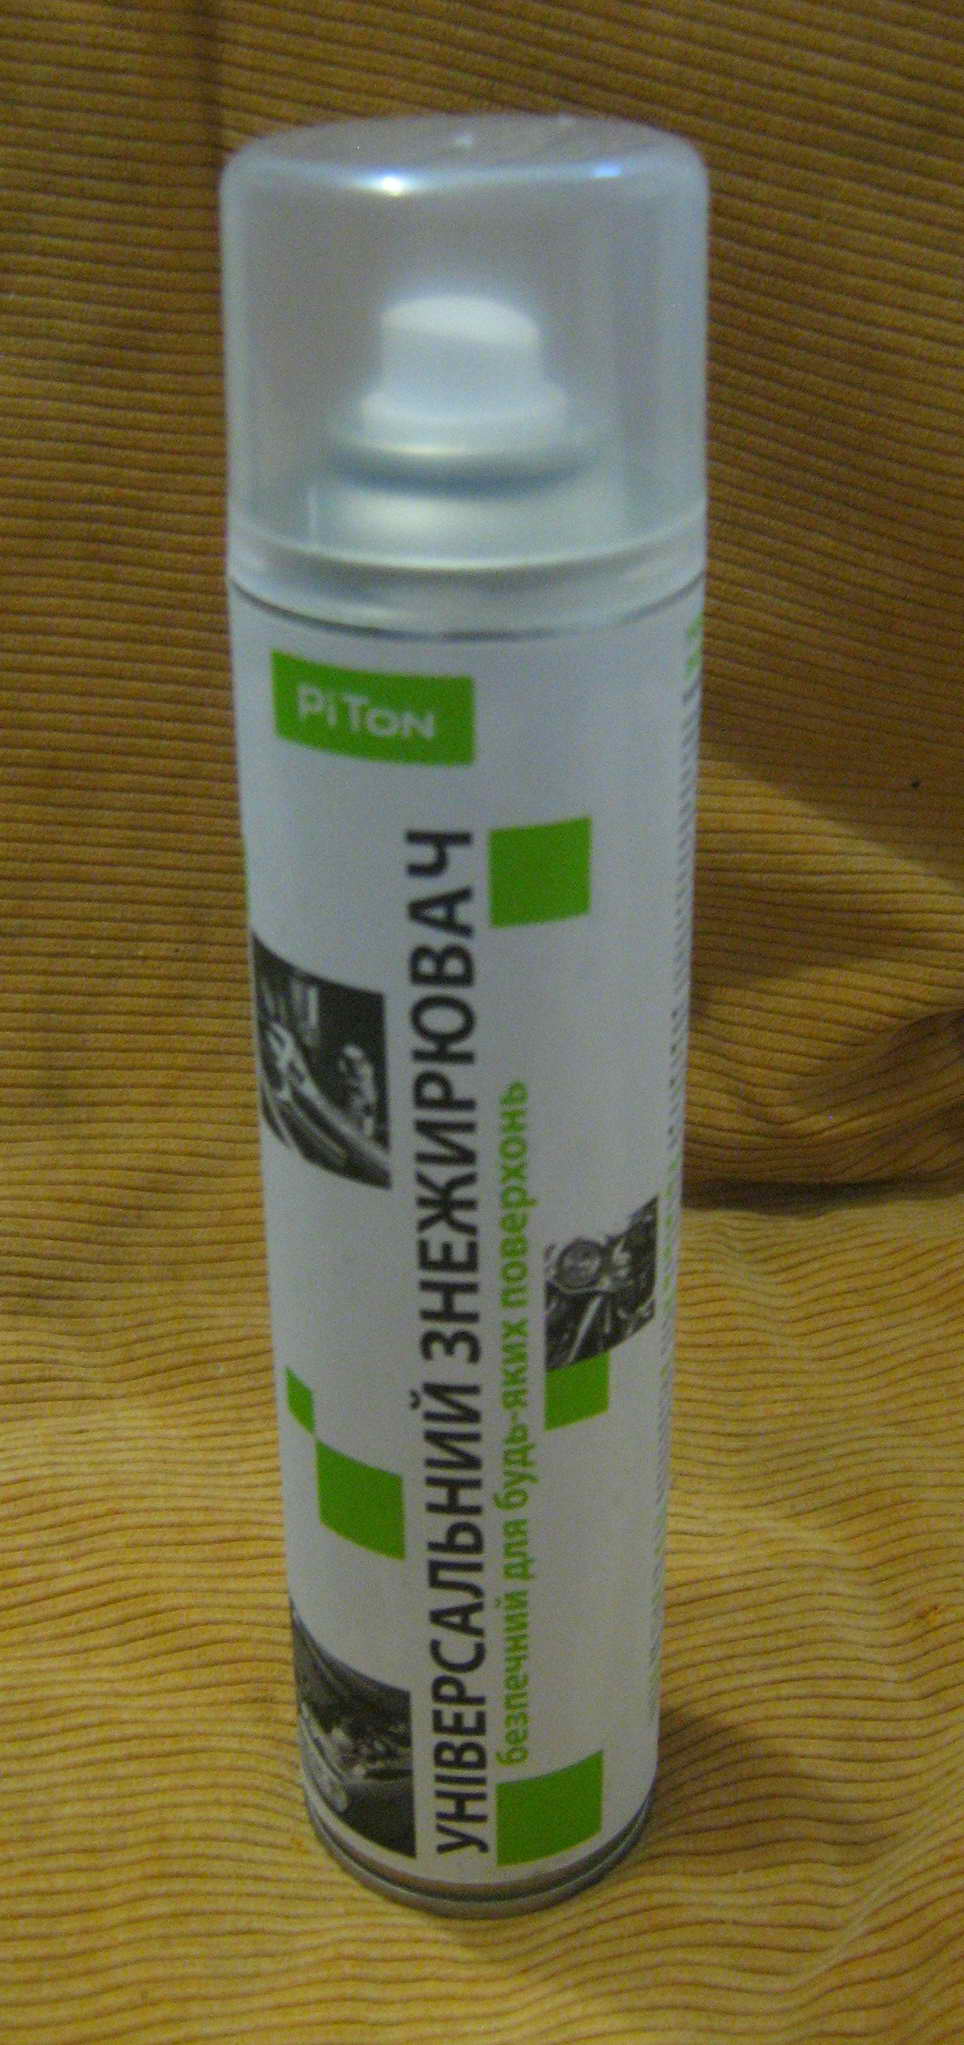 PiTON
УНІВЕРСАЛЬНИЙ ЗНЕЖИРЮВАЧ
безпечний для будь-яких поверхонь